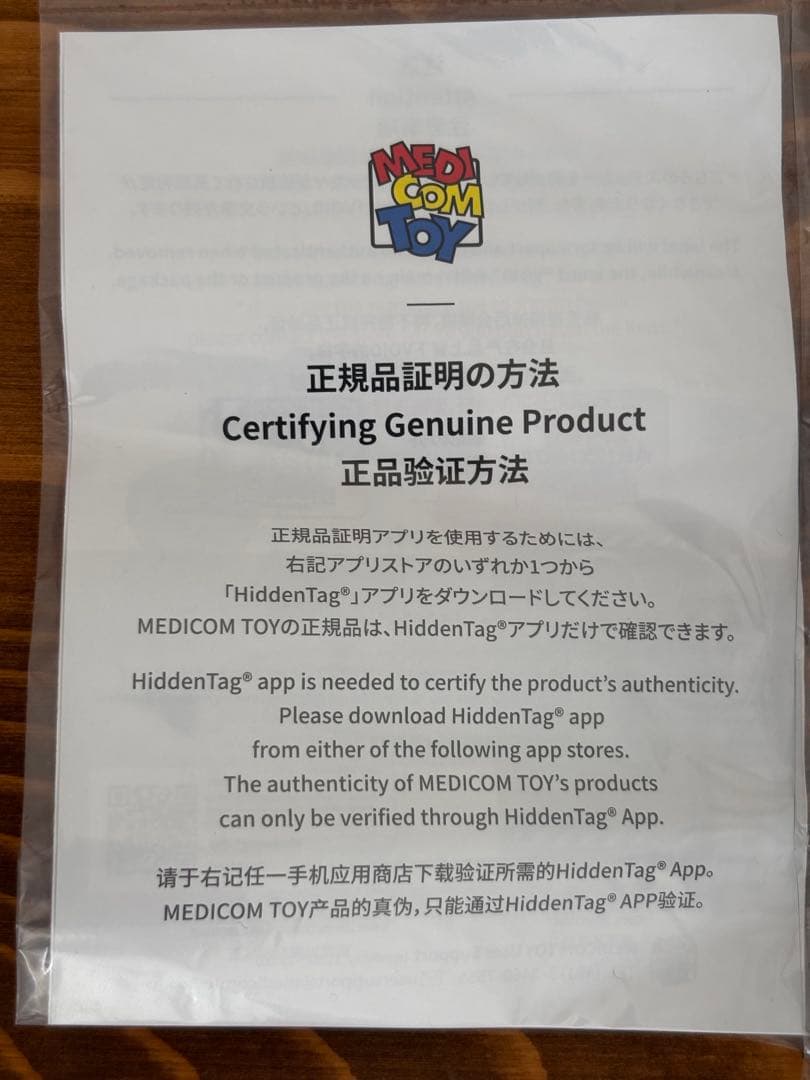 MEDI
COM
TOY
正規品証明の方法
Certifying Genuine Product
正品验证方法
正規品証明アプリを使用するためには、
右記アプリストアのいずれか1つから
「HiddenTag®」アプリをダウンロードしてください。
MEDICOM TOYの正規品は、HiddenTag®アプリだけで確認できます。
HiddenTag® app is needed to certify the product's authenticity.
Please download HiddenTag® app
from either of the following app stores.
The authenticity of MEDICOM TOY's products
can only be verified through HiddenTag® App.
请于右记任一手机应用商店下载验证所需的HiddenTag® App。
MEDICOM TOY产品的真伪，只能通过HiddenTag® APP验证。